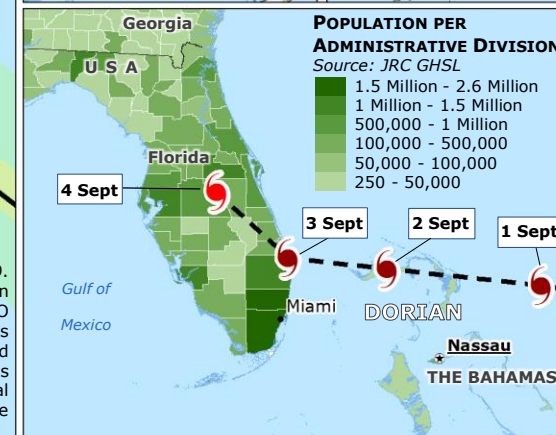 Georgia
U S A
POPULATION PER
ADMINISTRATIVE DIVISION
Source: JRC GHSL
1.5 Million - 2.6 Million
1 Million - 1.5 Million
500,000 - 1 Million
100,000 - 500,000
50,000 - 100,000
250 - 50,000
Florida
4 Sept
3 Sept
2 Sept
1 Sept
Gulf of
Mexico
Miami
DORIAN
Nassau
THE BAHAMAS